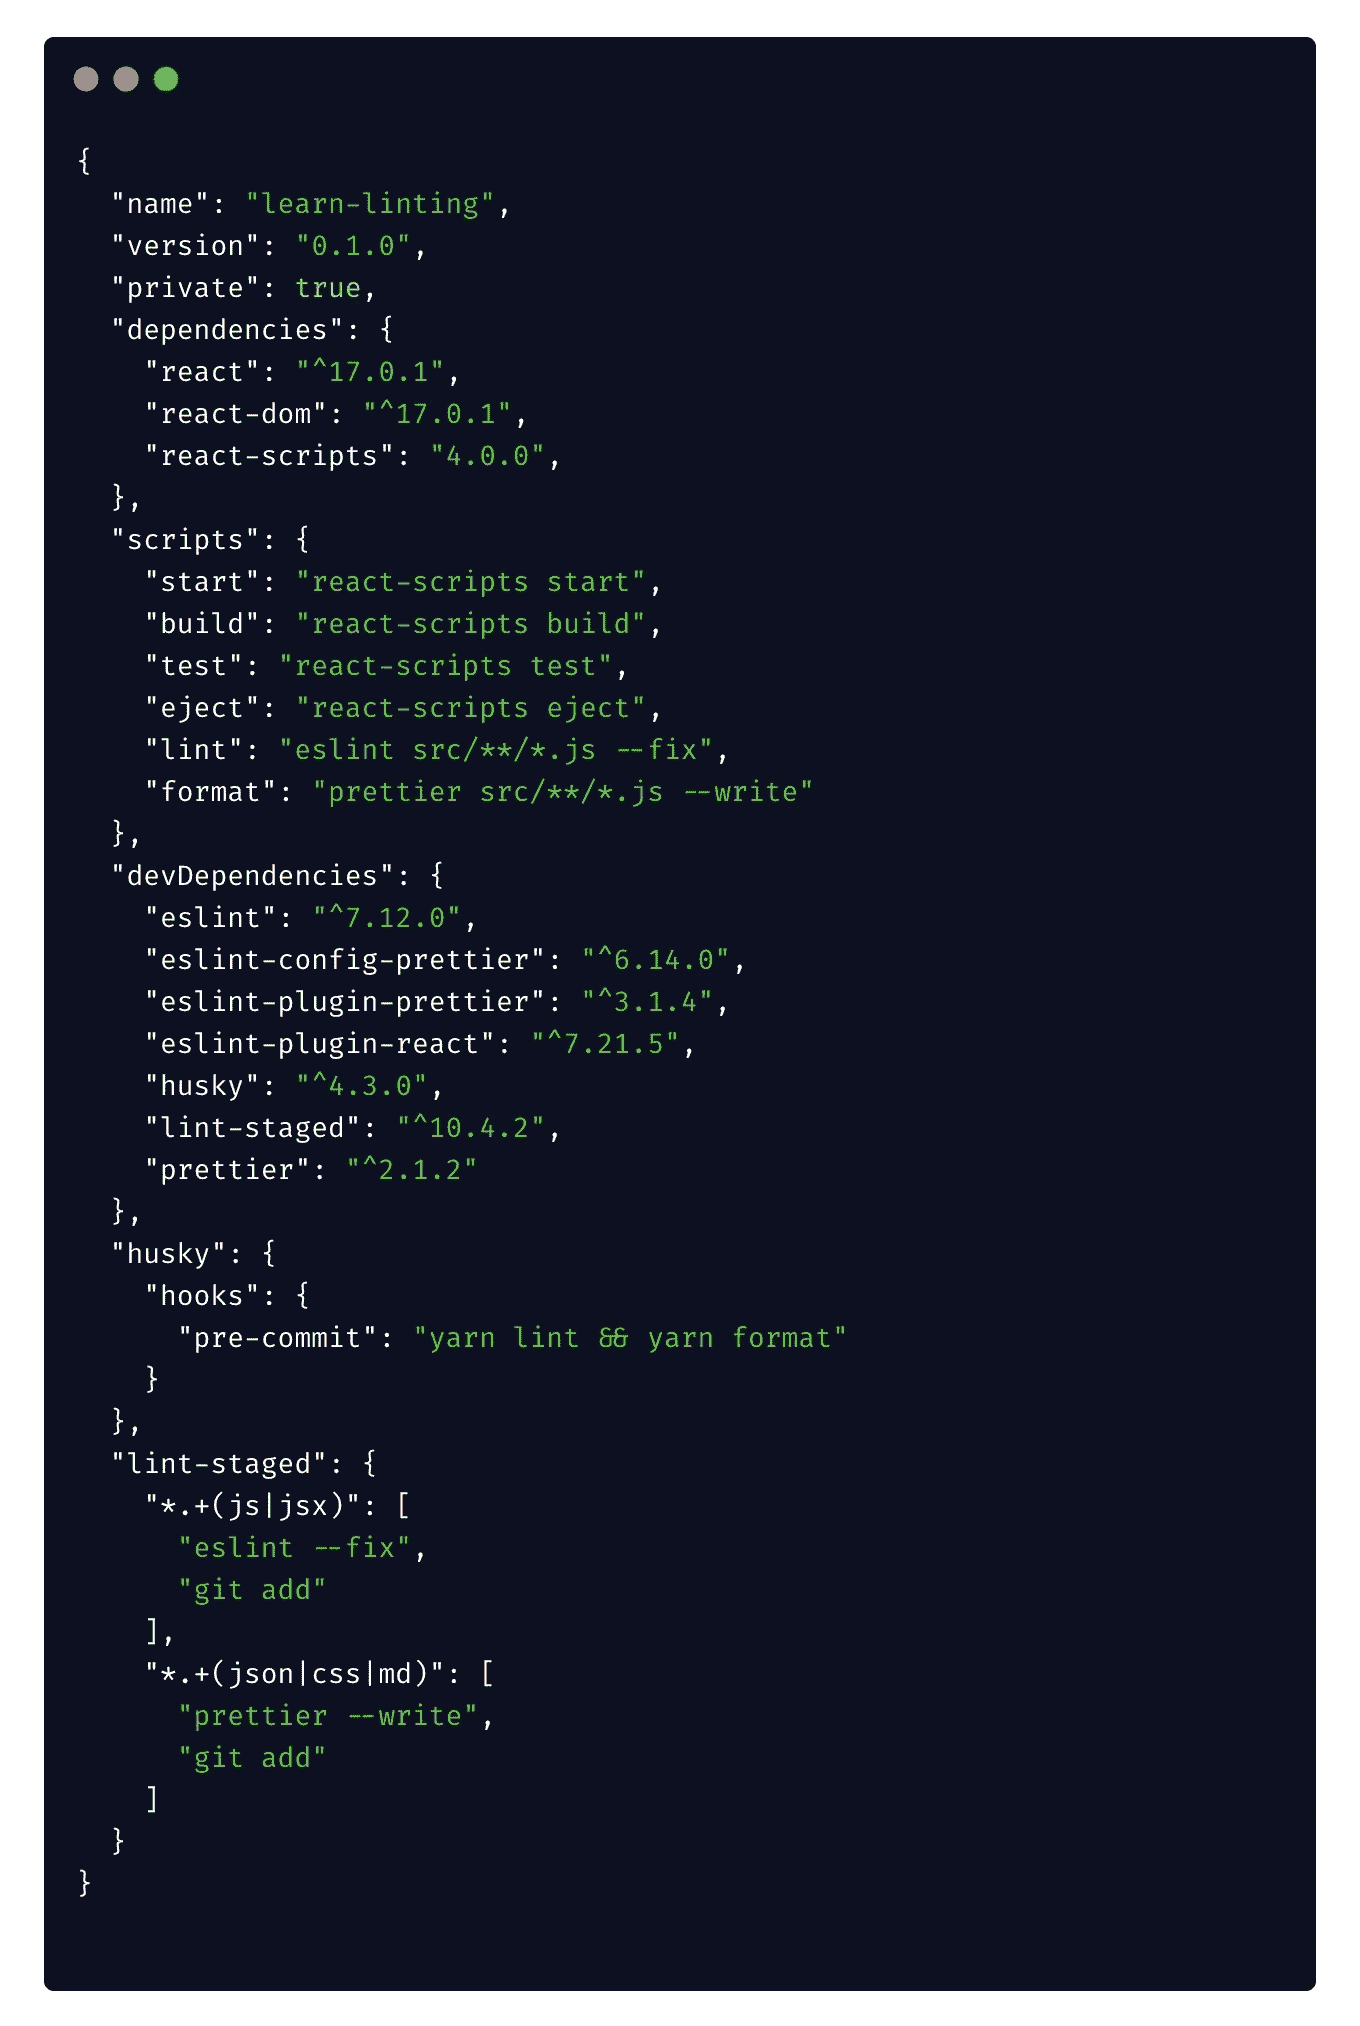 {
  "name": "learn-linting",
  "version": "0.1.0",
  "private": true,
  "dependencies": {
    "react": "^17.0.1",
    "react-dom": "^17.0.1",
    "react-scripts": "4.0.0",
  },
  "scripts": {
    "start": "react-scripts start",
    "build": "react-scripts build",
    "test": "react-scripts test",
    "eject": "react-scripts eject",
    "lint": "eslint src/**/*.js --fix",
    "format": "prettier src/**/*.js --write"
  },
  "devDependencies": {
    "eslint": "^7.12.0",
    "eslint-config-prettier": "^6.14.0",
    "eslint-plugin-prettier": "^3.1.4",
    "eslint-plugin-react": "^7.21.5",
    "husky": "^4.3.0",
    "lint-staged": "^10.4.2",
    "prettier": "^2.1.2"
  },
  "husky": {
    "hooks": {
      "pre-commit": "yarn lint && yarn format"
    }
  },
  "lint-staged": {
    "*.+(js|jsx)": [
      "eslint --fix",
      "git add"
    ],
    "*.+(json|css|md)": [
      "prettier --write",
      "git add"
    ]
  }
}